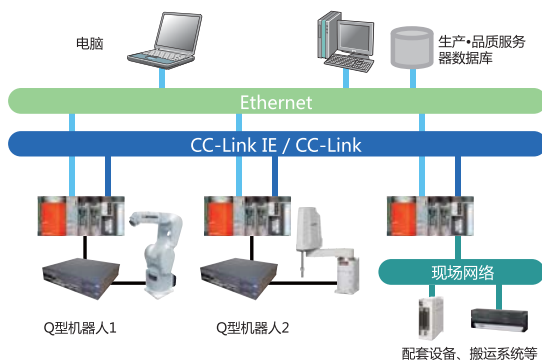 电脑
生产•品质服务
器数据库
Ethernet
CC-Link IE / CC-Link
现场网络
Q型机器人1
Q型机器人2
配套设备、搬运系统等